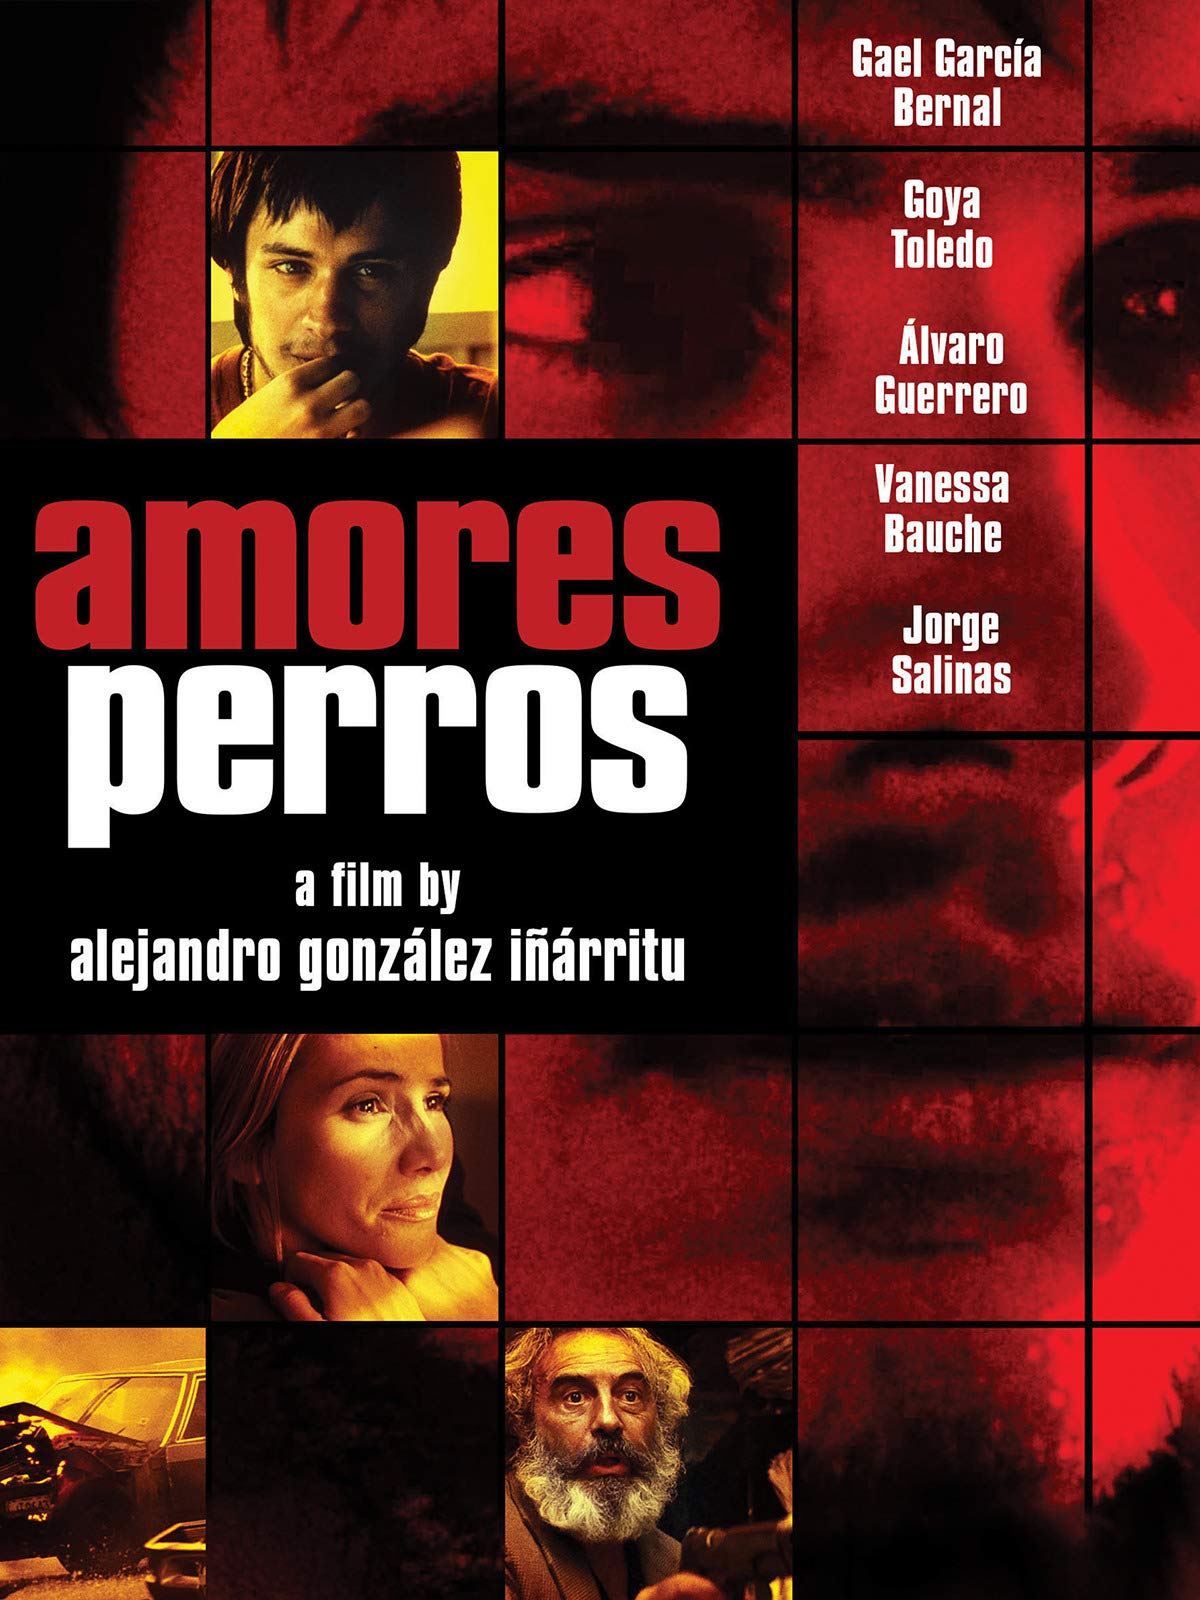 Gael García
Bernal
Goya
Toledo
Álvaro
Guerrero
Vanessa
Bauche
Jorge
Salinas
amores
perros
a film by
alejandro gonzález iñárritu